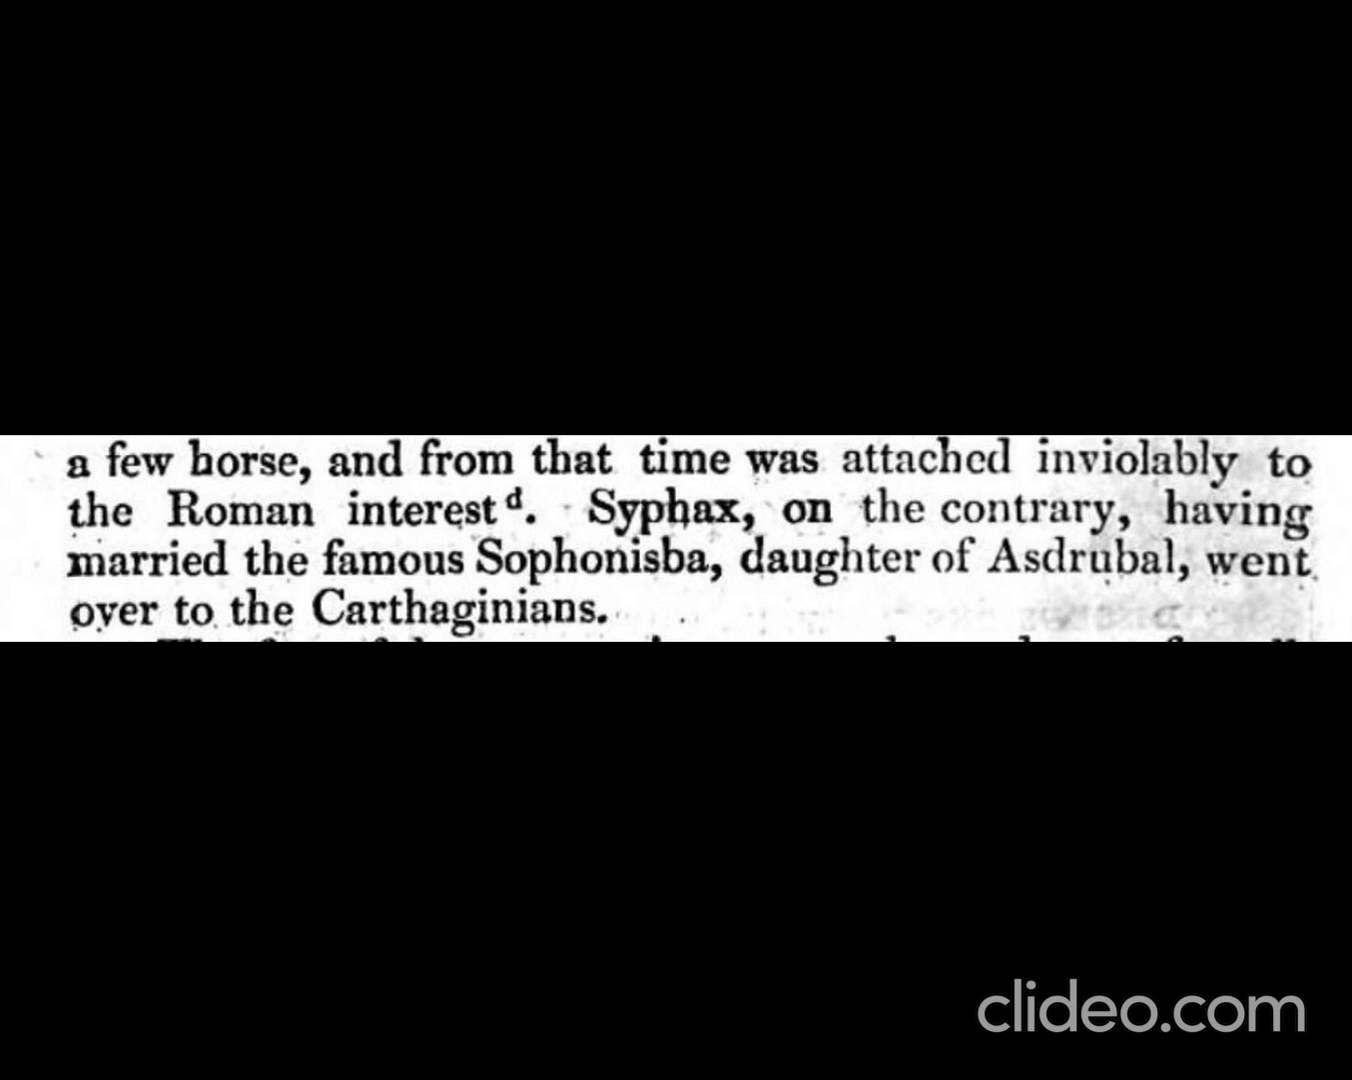 a few horse, and from that time was attached inviolably to
the Roman interest d. Syphax, on the contrary, having
married the famous Sophonisba, daughter of Asdrubal, went
over to the Carthaginians.
clideo.com